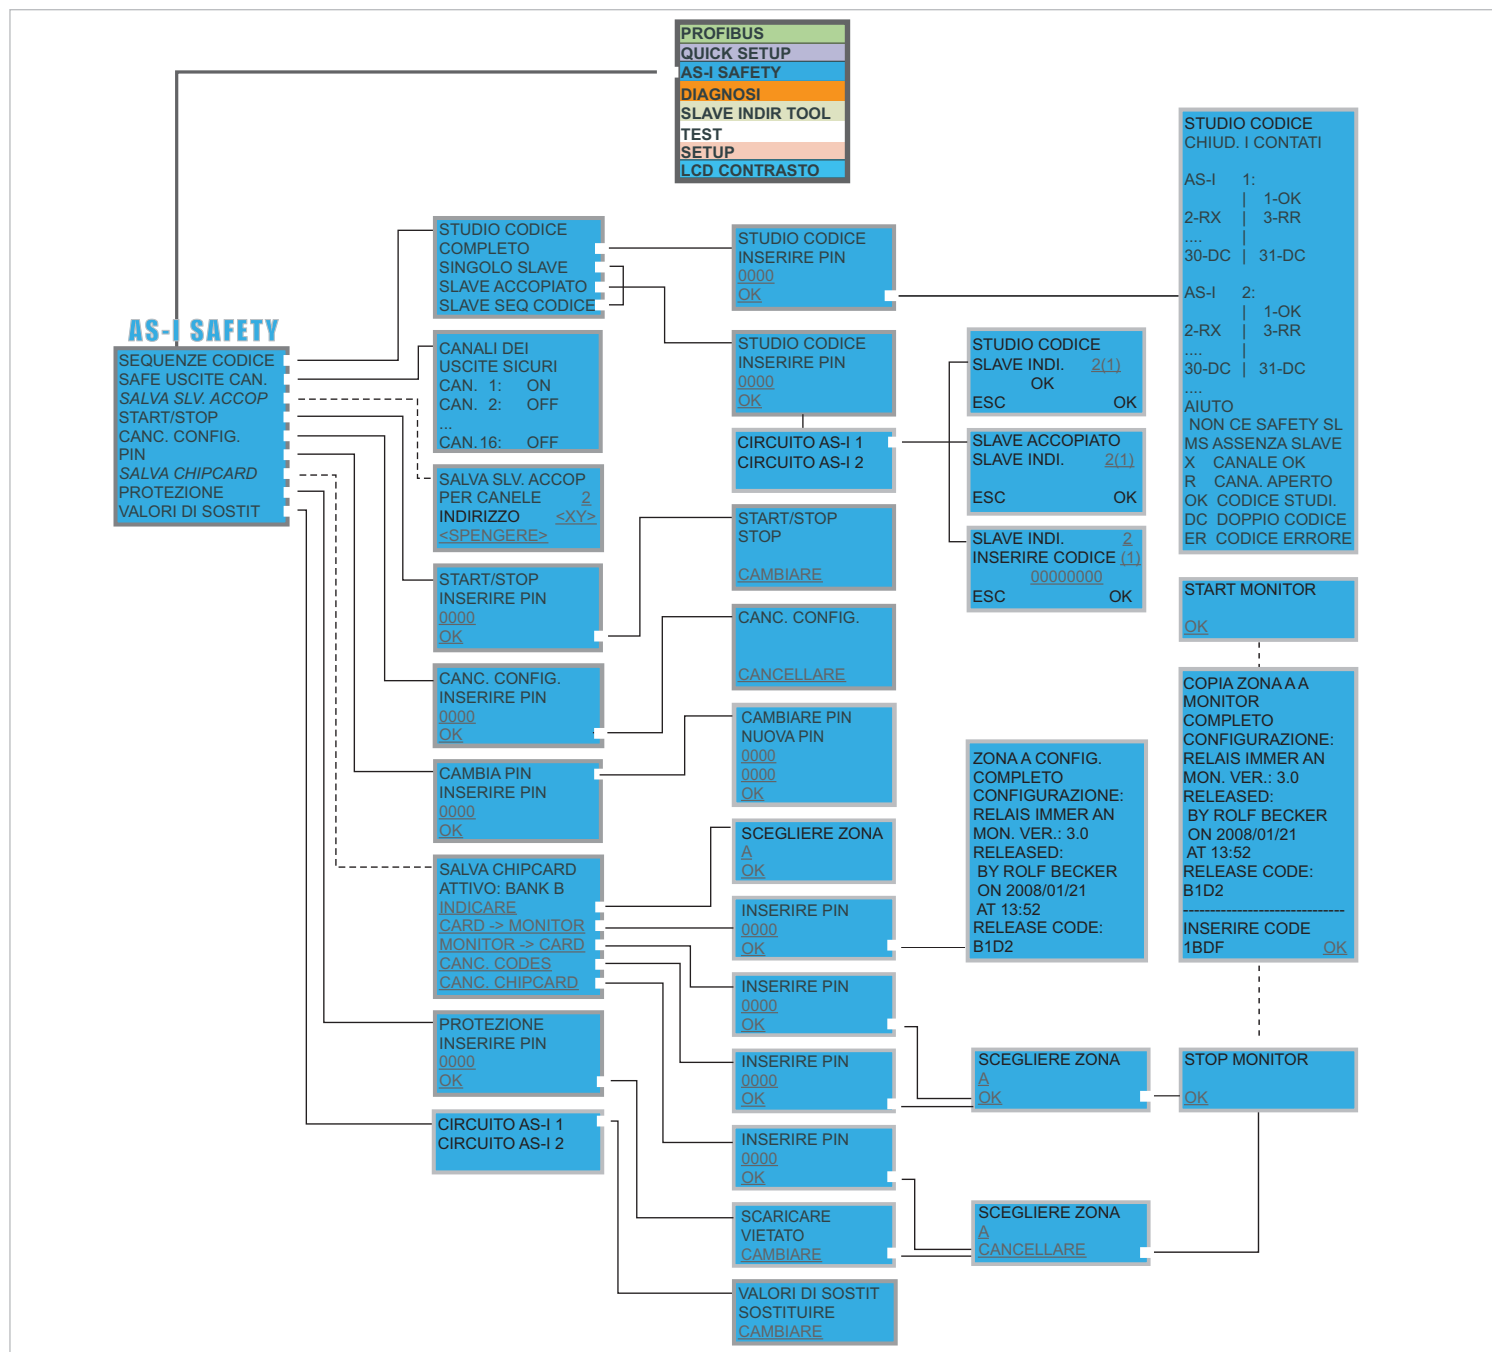 PROFIBUS
QUICK SETUP
AS-I SAFETY
DIAGNOSI
SLAVE INDIR TOOL
TEST
SETUP
LCD CONTRASTO
AS-I SAFETY
SEQUENZE CODICE
SAFE USCITE CAN.
SALVA SLV. ACCOP
START/STOP
CANC. CONFIG.
PIN
SALVA CHIPCARD
PROTEZIONE
VALORI DI SOSTIT
STUDIO CODICE
COMPLETO
SINGOLO SLAVE
SLAVE ACCOPIATO
SLAVE SEQ CODICE
CANALI DEI
USCITE SICURI
CAN. 1: ON
CAN. 2: OFF
...
CAN.16: OFF
SALVA SLV. ACCOP
PER CANELE 2
INDIRIZZO <XY>
<SPENGERE>
START/STOP
INSERIRE PIN
0000
OK
CANC. CONFIG.
INSERIRE PIN
0000
OK
CAMBIA PIN
INSERIRE PIN
0000
OK
SALVA CHIPCARD
ATTIVO: BANK B
INDICARE
CARD -> MONITOR
MONITOR -> CARD
CANC. CODES
CANC. CHIPCARD
PROTEZIONE
INSERIRE PIN
0000
OK
CIRCUITO AS-I 1
CIRCUITO AS-I 2
STUDIO CODICE
INSERIRE PIN
0000
OK
STUDIO CODICE
INSERIRE PIN
0000
OK
CIRCUITO AS-I 1
CIRCUITO AS-I 2
START/STOP
STOP
CAMBIARE
CANC. CONFIG.
CANCELLARE
CAMBIARE PIN
NUOVA PIN
0000
0000
OK
SCEGLIERE ZONA
A
OK
INSERIRE PIN
0000
OK
INSERIRE PIN
0000
OK
INSERIRE PIN
0000
OK
INSERIRE PIN
0000
OK
SCARICARE
VIETATO
CAMBIARE
VALORI DI SOSTIT
SOSTITUIRE
CAMBIARE
STUDIO CODICE
SLAVE INDI. 2(1)
OK
ESC OK
SLAVE ACCOPIATO
SLAVE INDI. 2(1)
ESC OK
SLAVE INDI. 2
INSERIRE CODICE (1)
00000000
ESC OK
ZONA A CONFIG.
COMPLETO
CONFIGURAZIONE:
RELAIS IMMER AN
MON. VER.: 3.0
RELEASED:
BY ROLF BECKER
ON 2008/01/21
AT 13:52
RELEASE CODE:
B1D2
SCEGLIERE ZONA
A
OK
SCEGLIERE ZONA
A
CANCELLARE
STUDIO CODICE
CHIUD. I CONTATI
AS-I 1:
| 1-OK
2-RX | 3-RR
.... |
30-DC | 31-DC
AS-I 2:
| 1-OK
2-RX | 3-RR
.... |
30-DC | 31-DC
....
AIUTO
NON CE SAFETY SL
MS ASSENZA SLAVE
X CANALE OK
R CANA. APERTO
OK CODICE STUDI.
DC DOPPIO CODICE
ER CODICE ERRORE
START MONITOR
OK
COPIA ZONA A A
MONITOR
COMPLETO
CONFIGURAZIONE:
RELAIS IMMER AN
MON. VER.: 3.0
RELEASED:
BY ROLF BECKER
ON 2008/01/21
AT 13:52
RELEASE CODE:
B1D2
------------------------------
INSERIRE CODE
1BDF OK
STOP MONITOR
OK